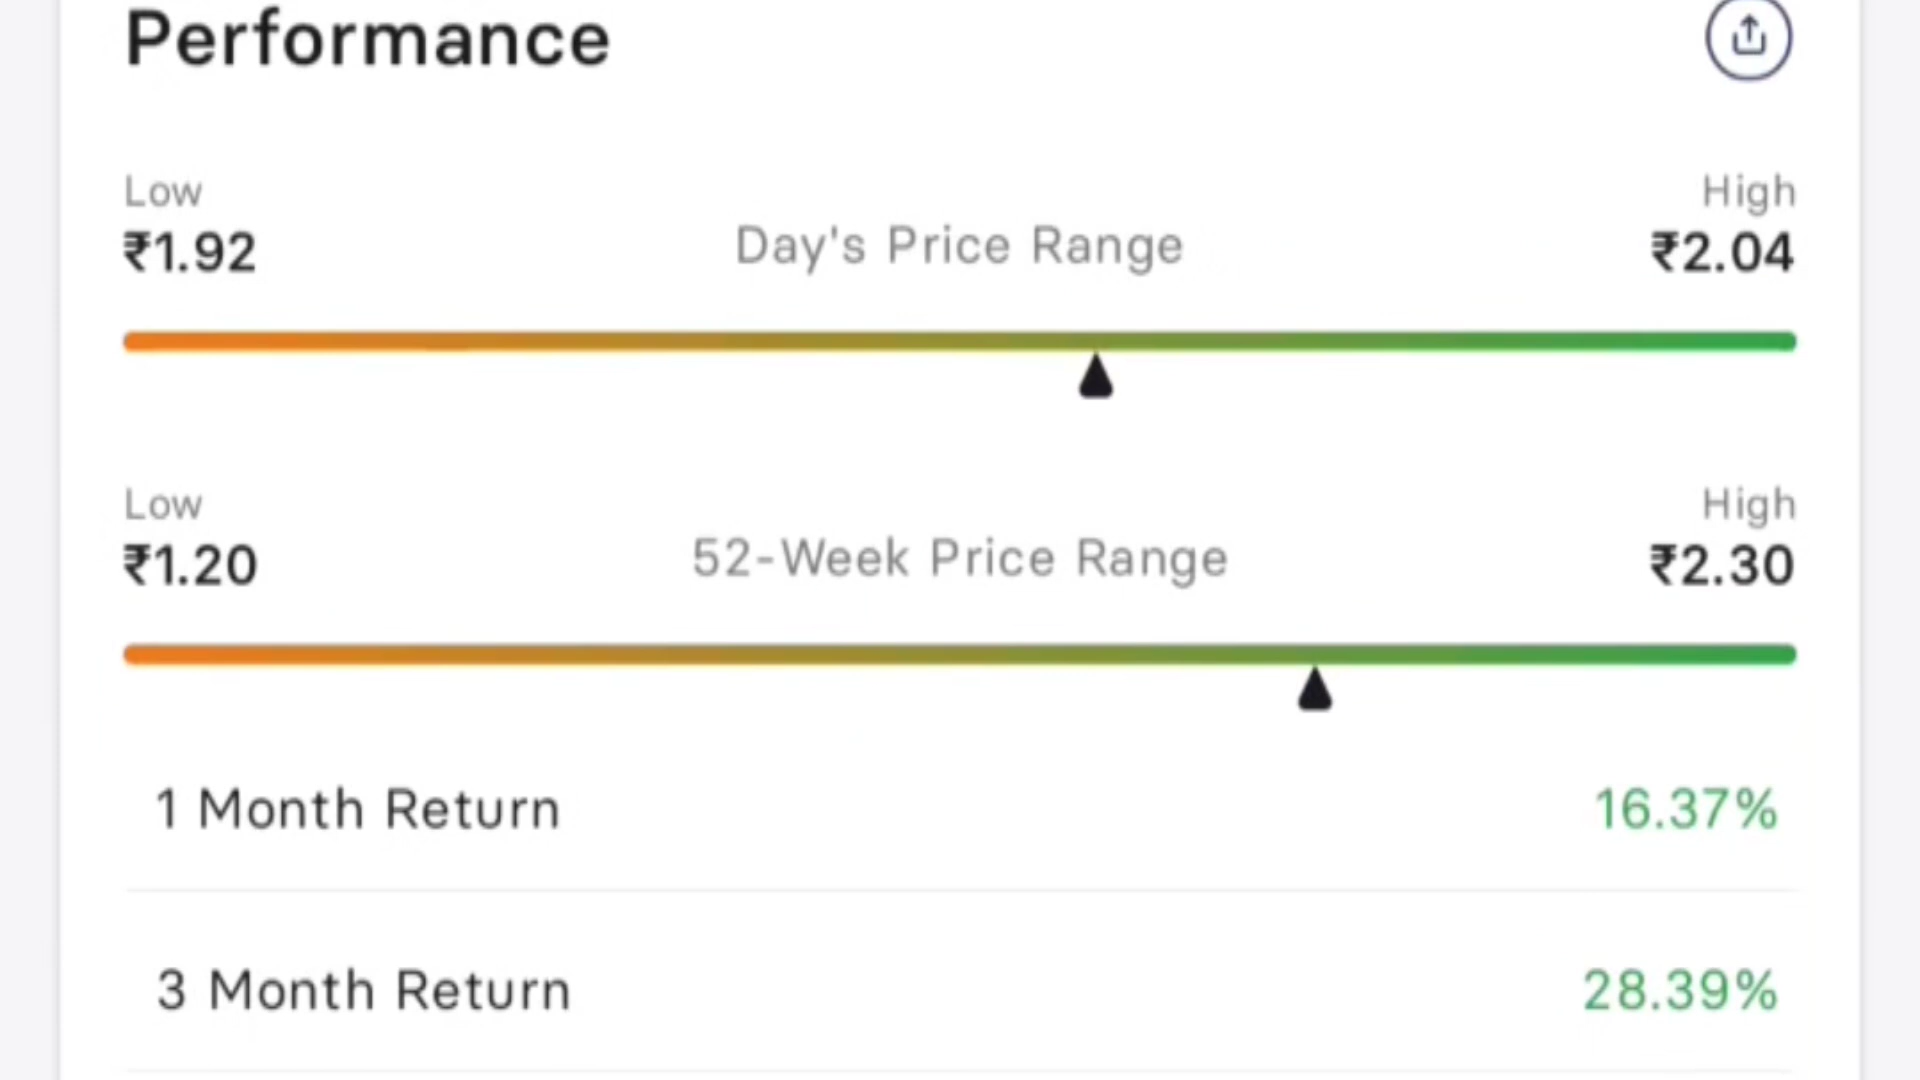 Performance
Low
High
₹1.92
Day's Price Range
₹2.04
Low
High
₹1.20
52-Week Price Range
₹2.30
1 Month Return
16.37%
3 Month Return
28.39%